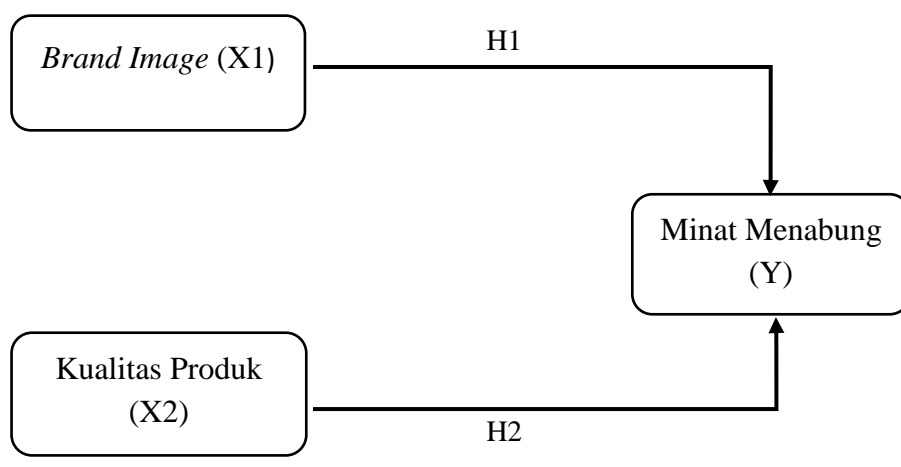 Brand Image (X1)
H1
Minat Menabung
(Y)
Kualitas Produk
(X2)
H2